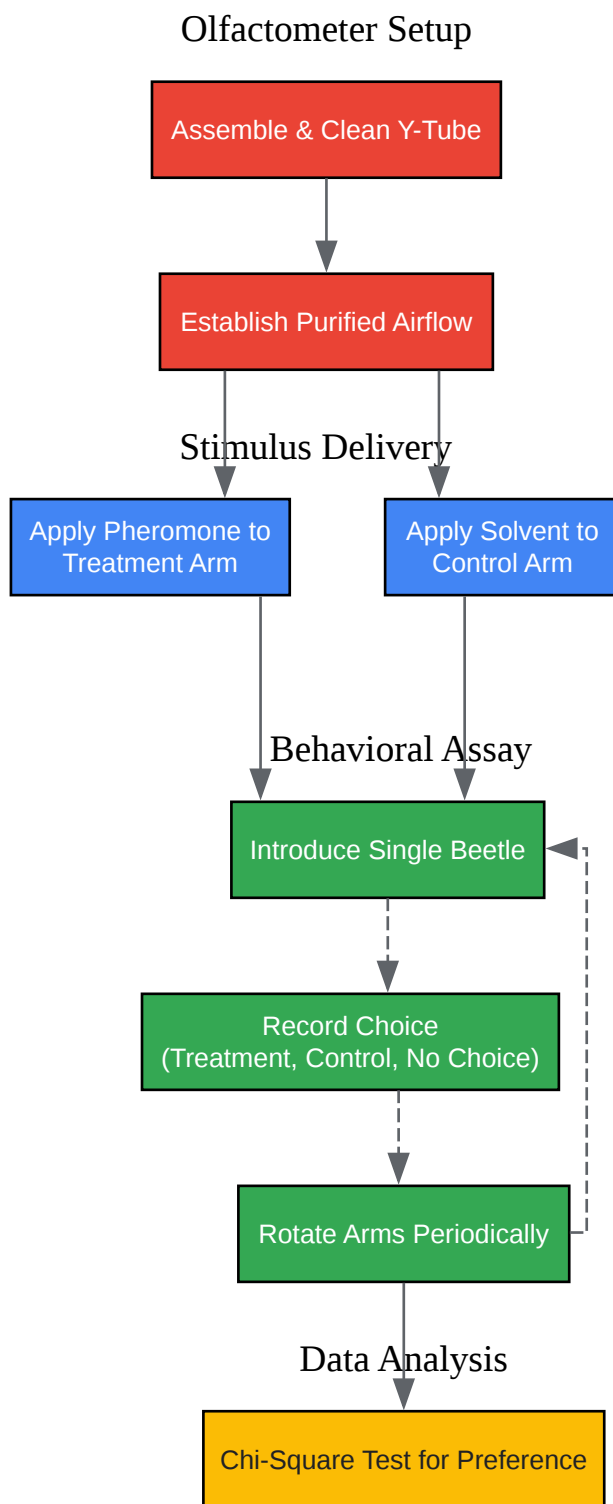 Olfactometer Setup
Assemble & Clean Y-Tube
Establish Purified Airflow
Stimulus Delivery
Apply Pheromone to
Treatment Arm
Apply Solvent to
Control Arm
Behavioral Assay
Introduce Single Beetle
Record Choice
(Treatment, Control, No Choice)
Rotate Arms Periodically
Data Analysis
Chi-Square Test for Preference